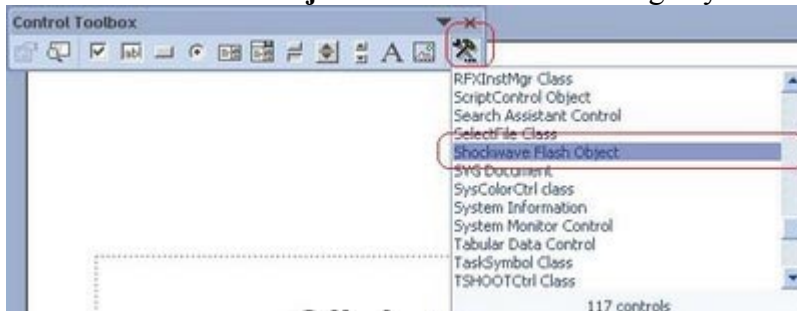 Control Toolbox
RFXInstMgr Class
ScriptControl Object
Search Assistant Control
SelectFile Class
Shockwave Flash Object
SVG Document
SysColorCtrl class
System Information
System Monitor Control
Tabular Data Control
TaskSymbol Class
TSHOOTCtrl Class
117 controls